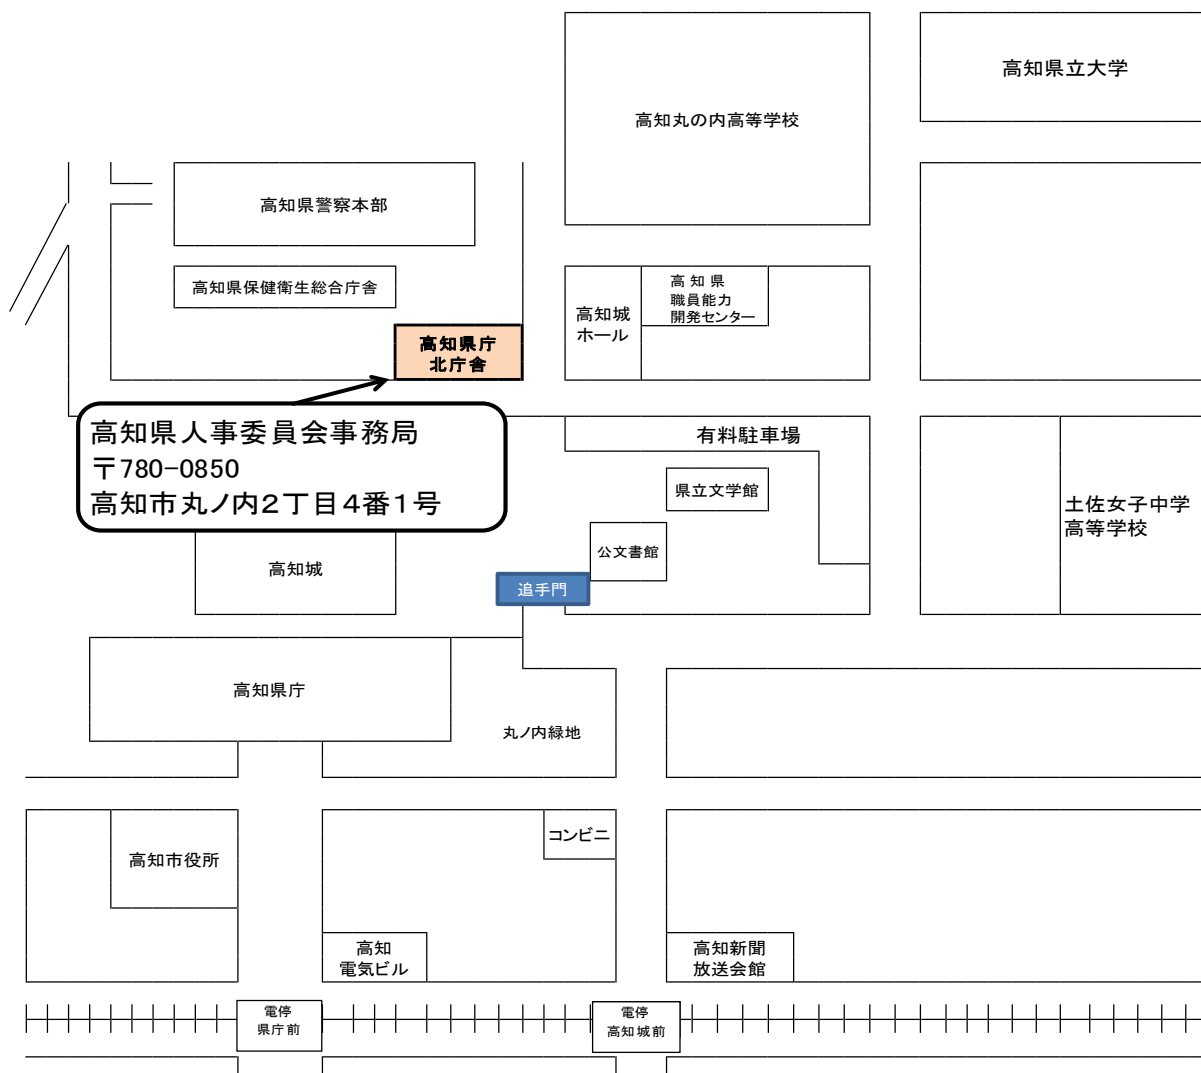 高知県立大学
高知丸の内高等学校
高知県警察本部
高知県保健衛生総合庁舎
高知城
ホール
高知県
職員能力
開発センター
高知県庁
北庁舎
高知県人事委員会事務局
〒780-0850
高知市丸ノ内2丁目4番1号
有料駐車場
県立文学館
土佐女子中学
高等学校
公文書館
高知城
追手門
高知県庁
丸ノ内緑地
コンビニ
高知市役所
高知
電気ビル
高知新聞
放送会館
電停
県庁前
電停
高知城前